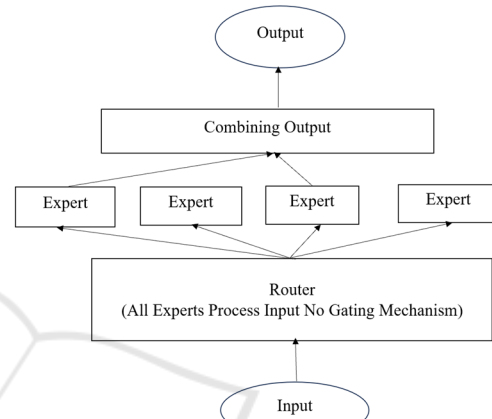 Output
Combining Output
Expert Expert Expert Expert
Router
(All Experts Process Input No Gating Mechanism)
Input